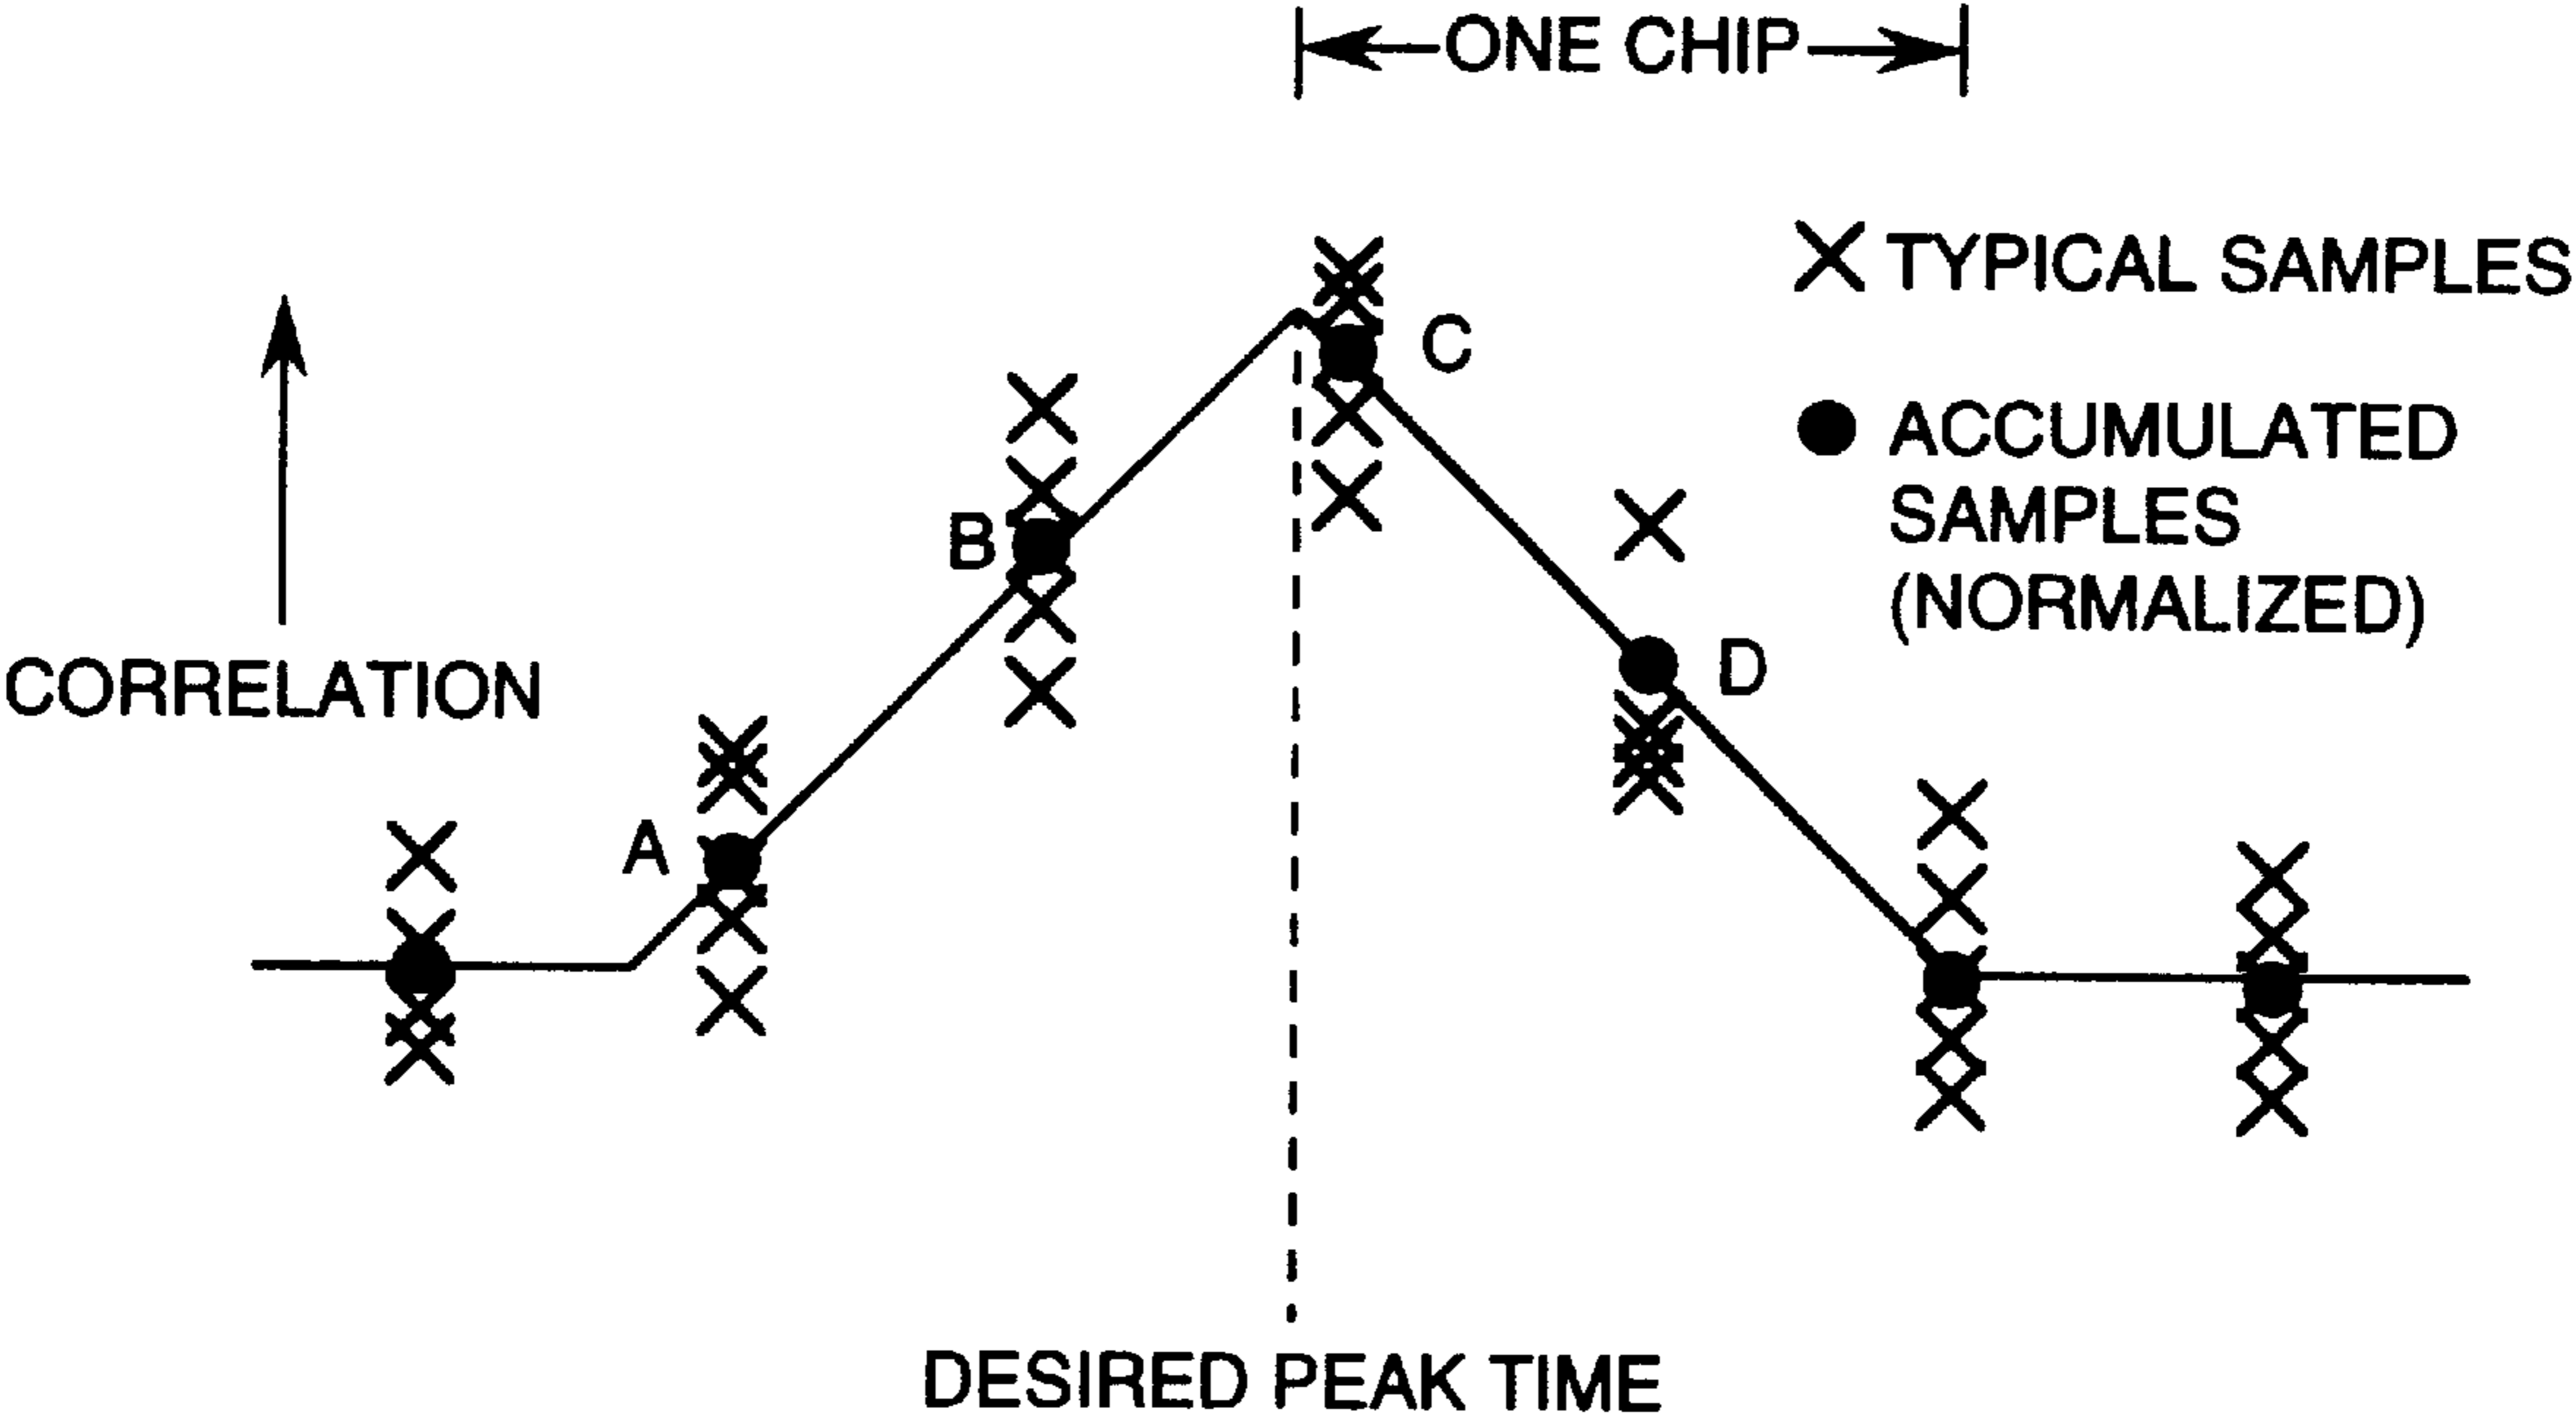 ONE CHIP
TYPICAL SAMPLES
C
ACCUMULATED
SAMPLES
(NORMALIZED)
B
D
CORRELATION
A
DESIRED PEAK TIME